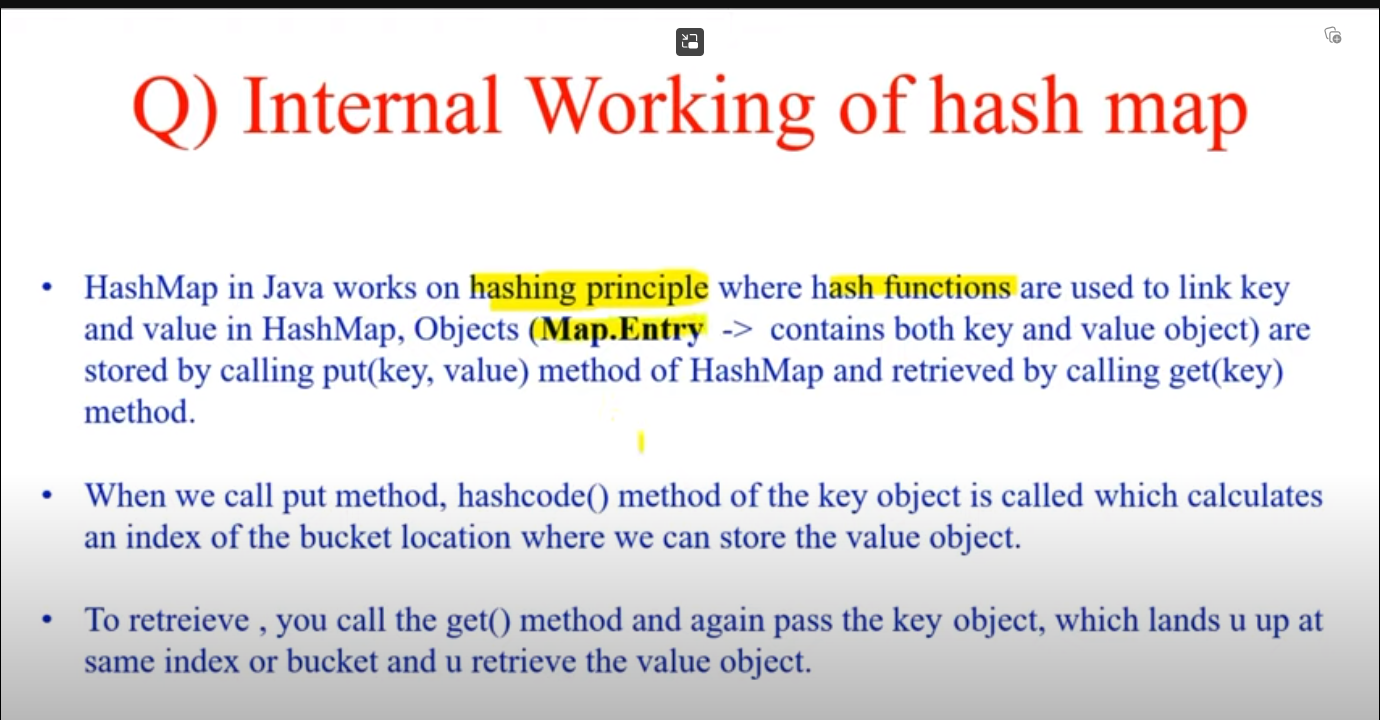 Q) Internal Working of hash map
• HashMap in Java works on hashing principle where hash functions are used to link key
and value in HashMap, Objects (Map.Entry -> contains both key and value object) are
stored by calling put(key, value) method of HashMap and retrieved by calling get(key)
method.
• When we call put method, hashcode() method of the key object is called which calculates
an index of the bucket location where we can store the value object.
• To retreieve , you call the get() method and again pass the key object, which lands u up at
same index or bucket and u retrieve the value object.